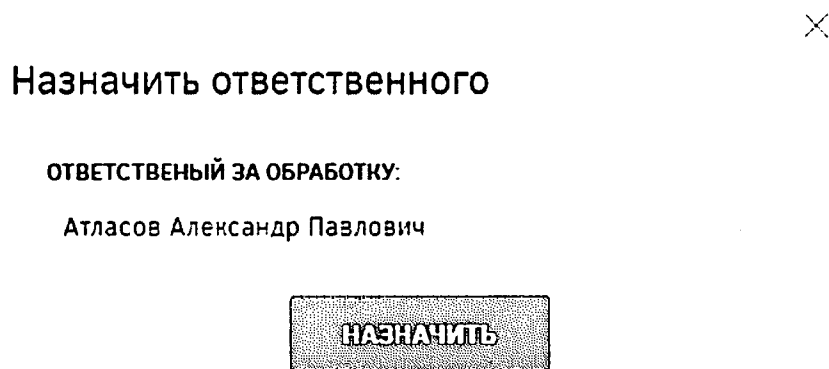 Назначить ответственного
ОТВЕТСТВЕНЫЙ ЗА ОБРАБОТКУ:
Атласов Александр Павлович
НАЗНАЧИТЬ